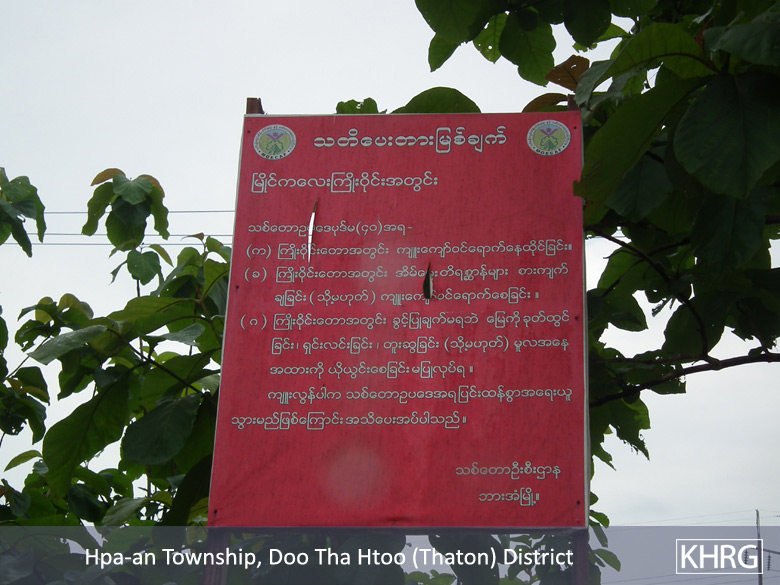 သတိပေးတားမြစ်ချက်
မြိုင်ကလေးကြိုးဝိုင်းအတွင်း
သစ်တောဥပဒေပုဒ်မ(၄၀)အရ-
(က) ကြိုးဝိုင်းတောအတွင်း ကျူးကျော်ဝင်ရောက်နေထိုင်ခြင်း။
(ခ) ကြိုးဝိုင်းတောအတွင်း အိမ်မွေးတိရစ္ဆာန်များ စားကျက်
ချခြင်း (သို့မဟုတ်) ကျူးကျော်ဝင်ရောက်စေခြင်း။
(ဂ) ကြိုးဝိုင်းတောအတွင်း ခွင့်ပြုချက်မရဘဲ မြေကိုခုတ်ထွင်
ခြင်း၊ ရှင်းလင်းခြင်း၊ တူးဆွခြင်း (သို့မဟုတ်) မူလအနေ
အထားကို ယိုယွင်းစေခြင်းမပြုလုပ်ရ။
ကျူးလွန်ပါက သစ်တောဥပဒေအရပြင်းထန်စွာအရေးယူ
သွားမည်ဖြစ်ကြောင်းအသိပေးအပ်ပါသည်။
သစ်တောဦးစီးဌာန
ဘားအံမြို့။
Hpa-an Township, Doo Tha Htoo (Thaton) District
KHRG